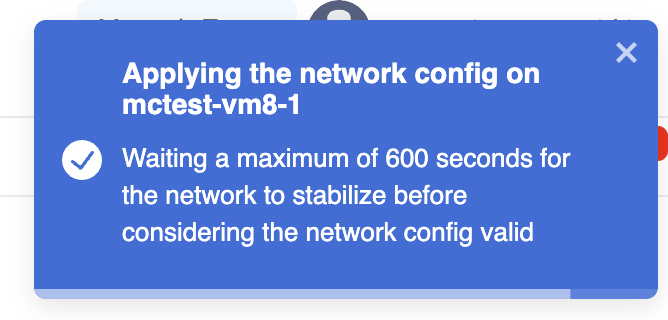 Applying the network config on
mctest-vm8-1
Waiting a maximum of 600 seconds for
the network to stabilize before
considering the network config valid